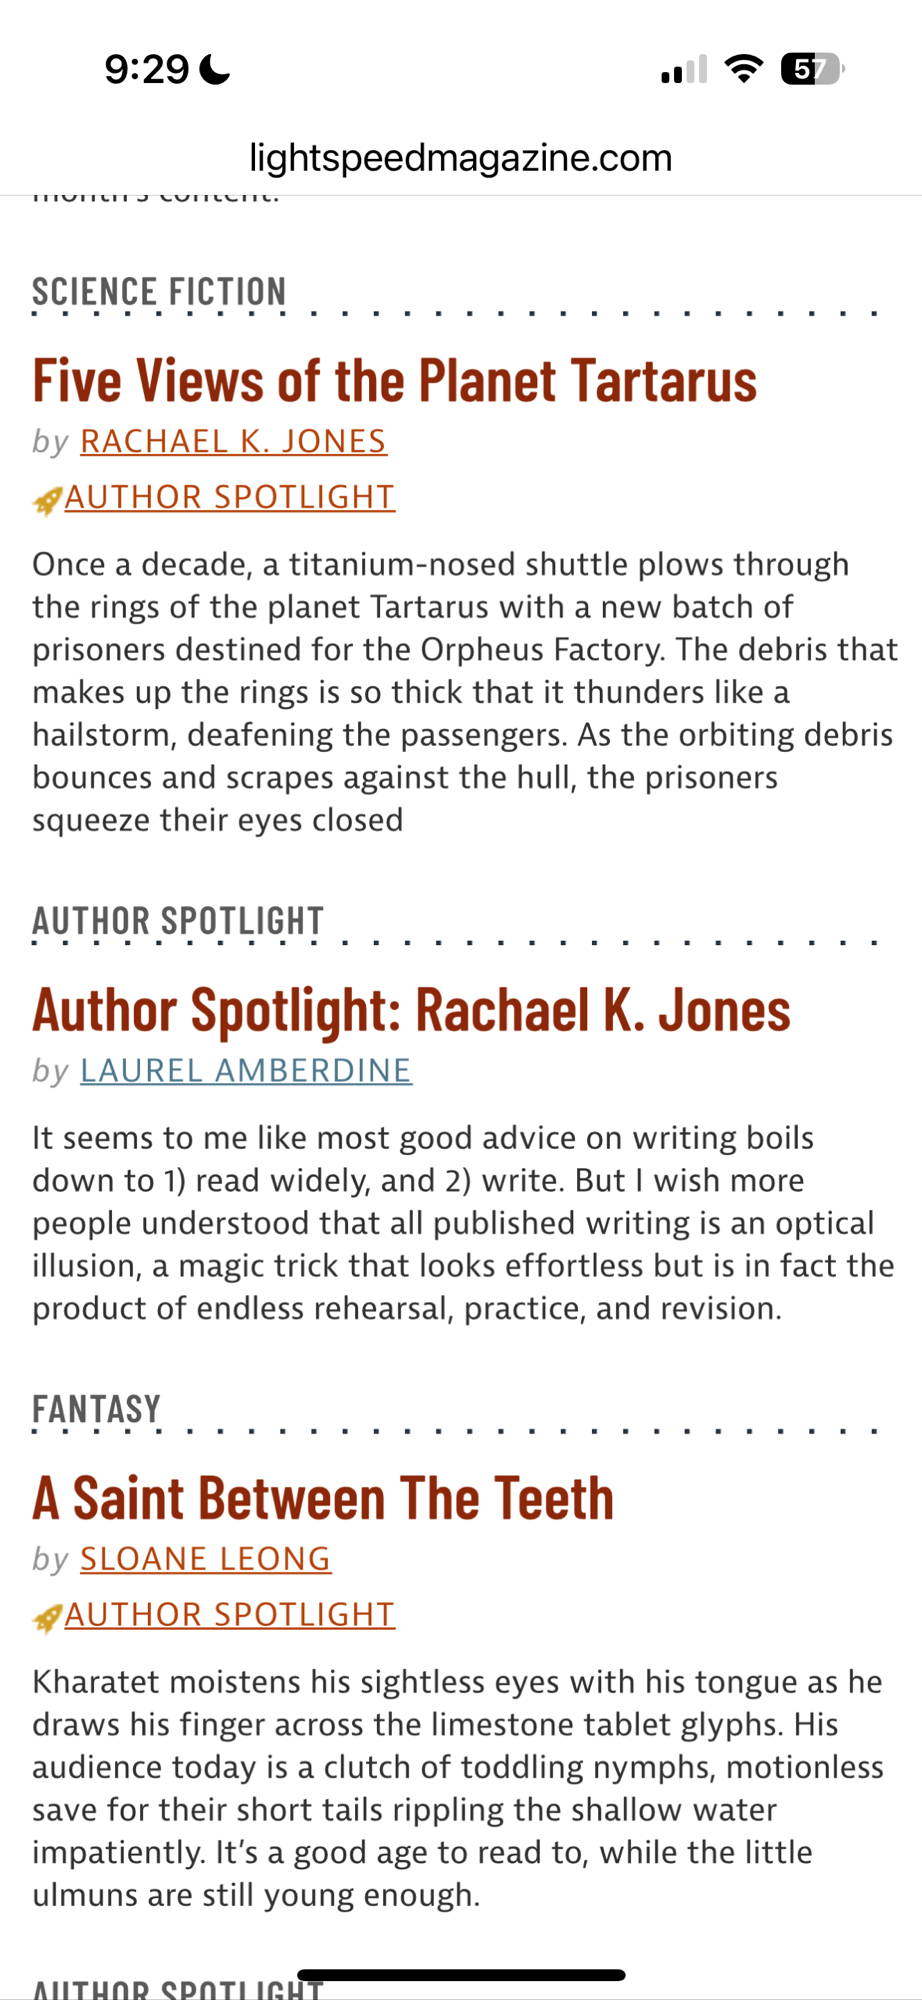 9:29
57
lightspeedmagazine.com
month's content.
SCIENCE FICTION
Five Views of the Planet Tartarus
by RACHAEL K. JONES
AUTHOR SPOTLIGHT
Once a decade, a titanium-nosed shuttle plows through
the rings of the planet Tartarus with a new batch of
prisoners destined for the Orpheus Factory. The debris that
makes up the rings is so thick that it thunders like a
hailstorm, deafening the passengers. As the orbiting debris
bounces and scrapes against the hull, the prisoners
squeeze their eyes closed
AUTHOR SPOTLIGHT
Author Spotlight: Rachael K. Jones
by LAUREL AMBERDINE
It seems to me like most good advice on writing boils
down to 1) read widely, and 2) write. But I wish more
people understood that all published writing is an optical
illusion, a magic trick that looks effortless but is in fact the
product of endless rehearsal, practice, and revision.
FANTASY
A Saint Between The Teeth
by SLOANE LEONG
AUTHOR SPOTLIGHT
Kharatet moistens his sightless eyes with his tongue as he
draws his finger across the limestone tablet glyphs. His
audience today is a clutch of toddling nymphs, motionless
save for their short tails rippling the shallow water
impatiently. It’s a good age to read to, while the little
ulmuns are still young enough.
AUTHOR SPOTLIGHT